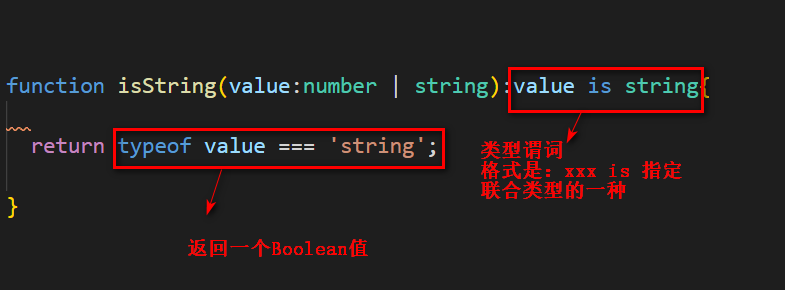 function isString(value:number | string):value is string{
return typeof value === 'string';
}
类型谓词
格式是：xxx is 指定
联合类型的一种
返回一个Boolean值